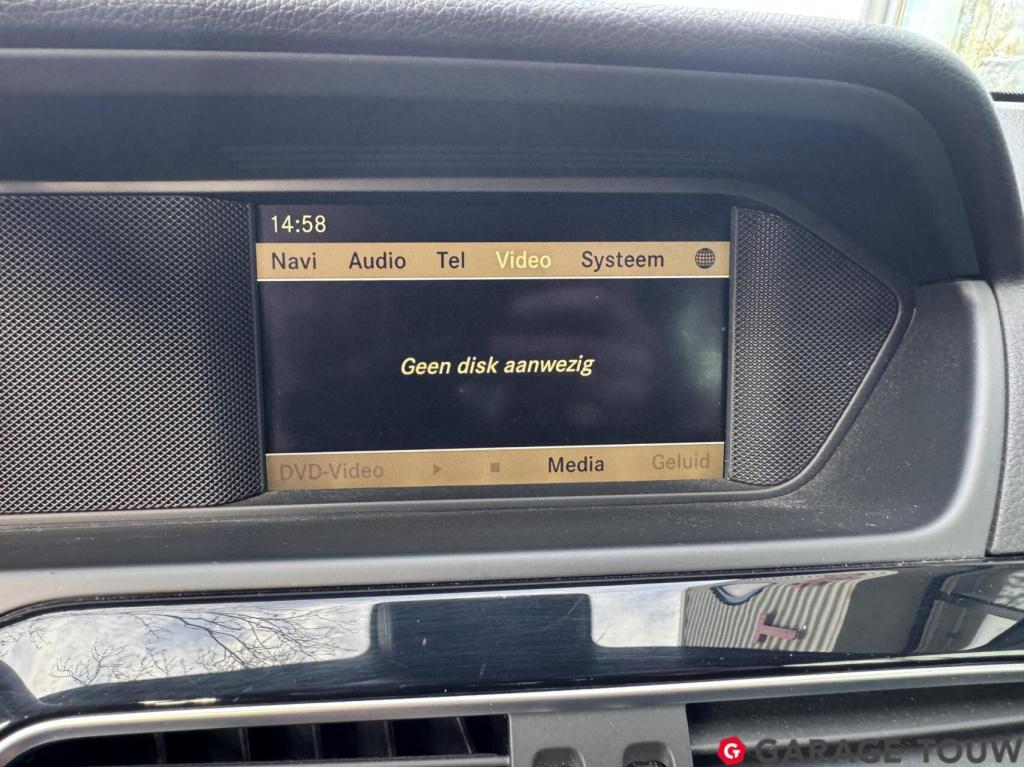 14:58
Navi Audio Tel Video Systeem
Geen disk aanwezig
DVD-Video Media Geluid
GARAGE TOUW